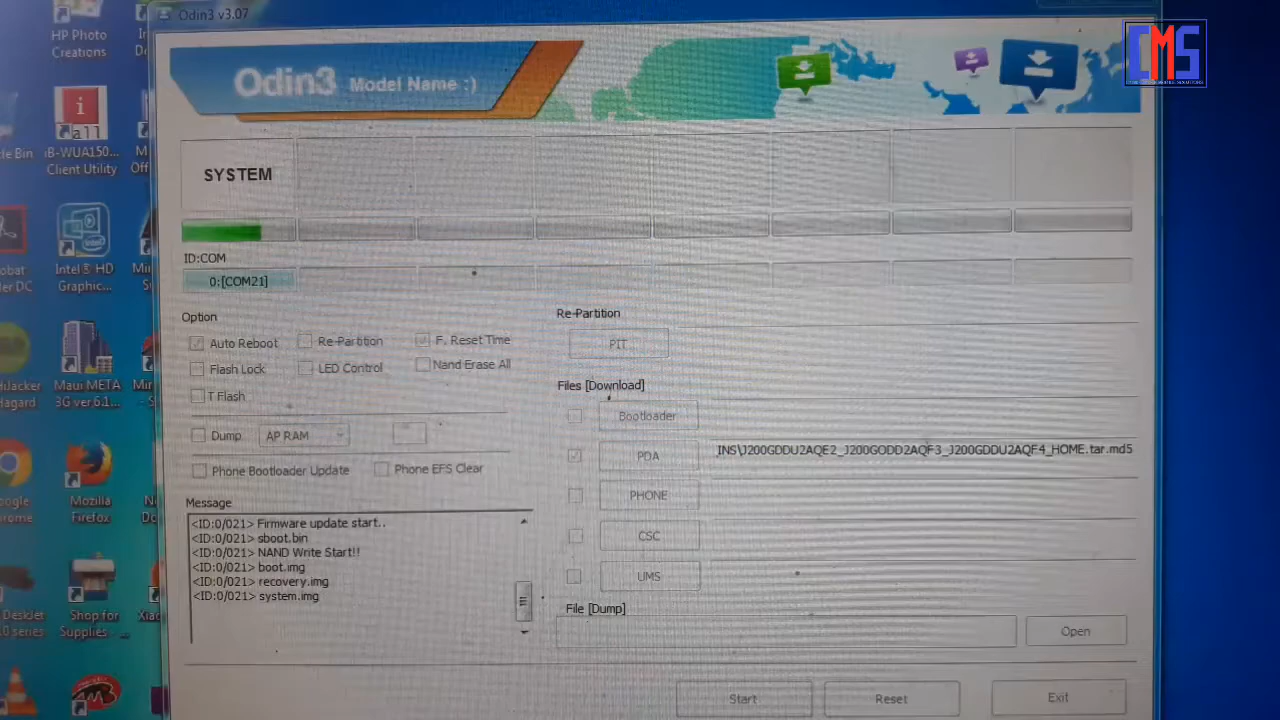 Odin3 v3.07
HP Photo
Creations
CMS
Odin3 Model Name :)
all
iB-WUA150...
Client Utility
SYSTEM
ID:COM
0:[COM21]
Intel® HD
Graphic...
Option
Auto Reboot
Re-Partition
F. Reset Time
Flash Lock
LED Control
Nand Erase All
T Flash
Dump
AP RAM
Phone Bootloader Update
Phone EFS Clear
Re-Partition
PIT
Files [Download]
Bootloader
PDA
INS\J200GDDU2AQE2_J200GODD2AQF3_J200GDDU2AQF4_HOME.tar.md5
PHONE
CSC
UMS
File [Dump]
Open
Maui META
3G ver 6.1...
Mozilla
Firefox
Message
<ID:0/021> Firmware update start..
<ID:0/021> sboot.bin
<ID:0/021> NAND Write Start!!
<ID:0/021> boot.img
<ID:0/021> recovery.img
<ID:0/021> system.img
Shop for
Supplies - ...
Start
Reset
Exit